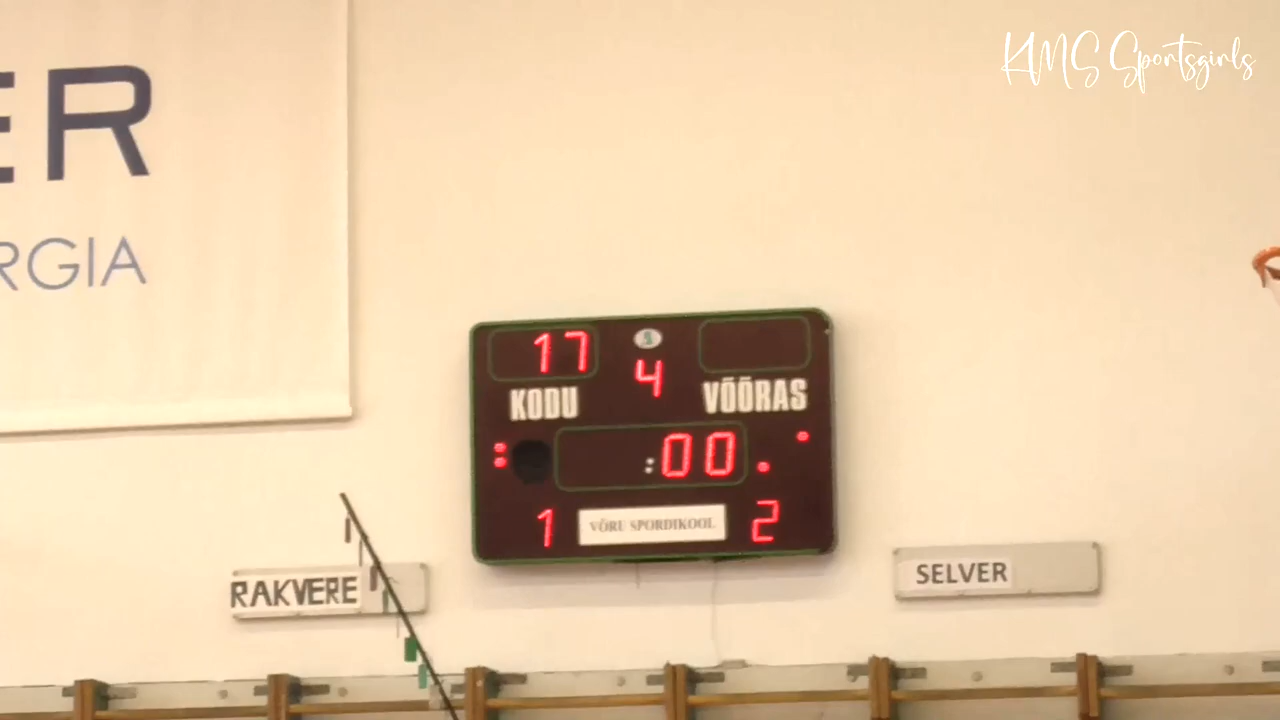 KMS Sportsgirls
ER
RGIA
17
4
KODU
VÕÕRAS
:00
1
VÕRU SPORDIKOOL
2
RAKVERE
SELVER